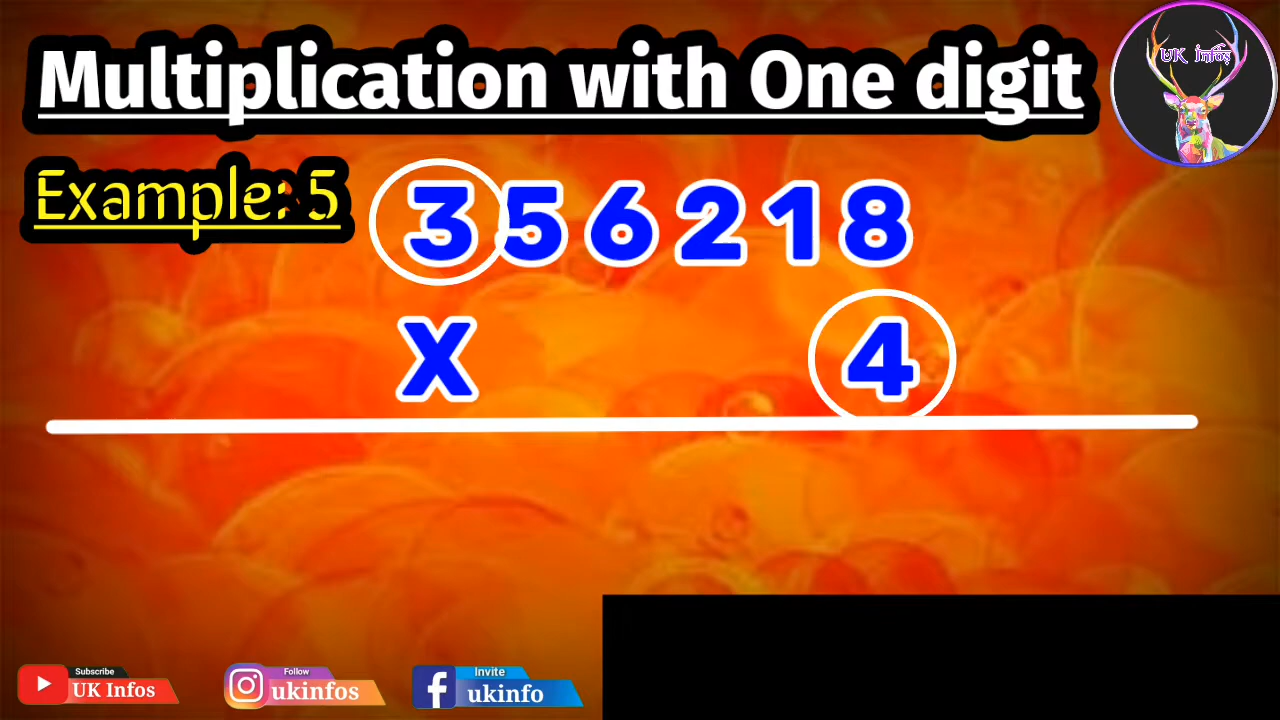 Multiplication with One digit
UK Infos
Example: 5
356218
X 4
Subscribe
UK Infos
Follow
ukinfos
Invite
ukinfo